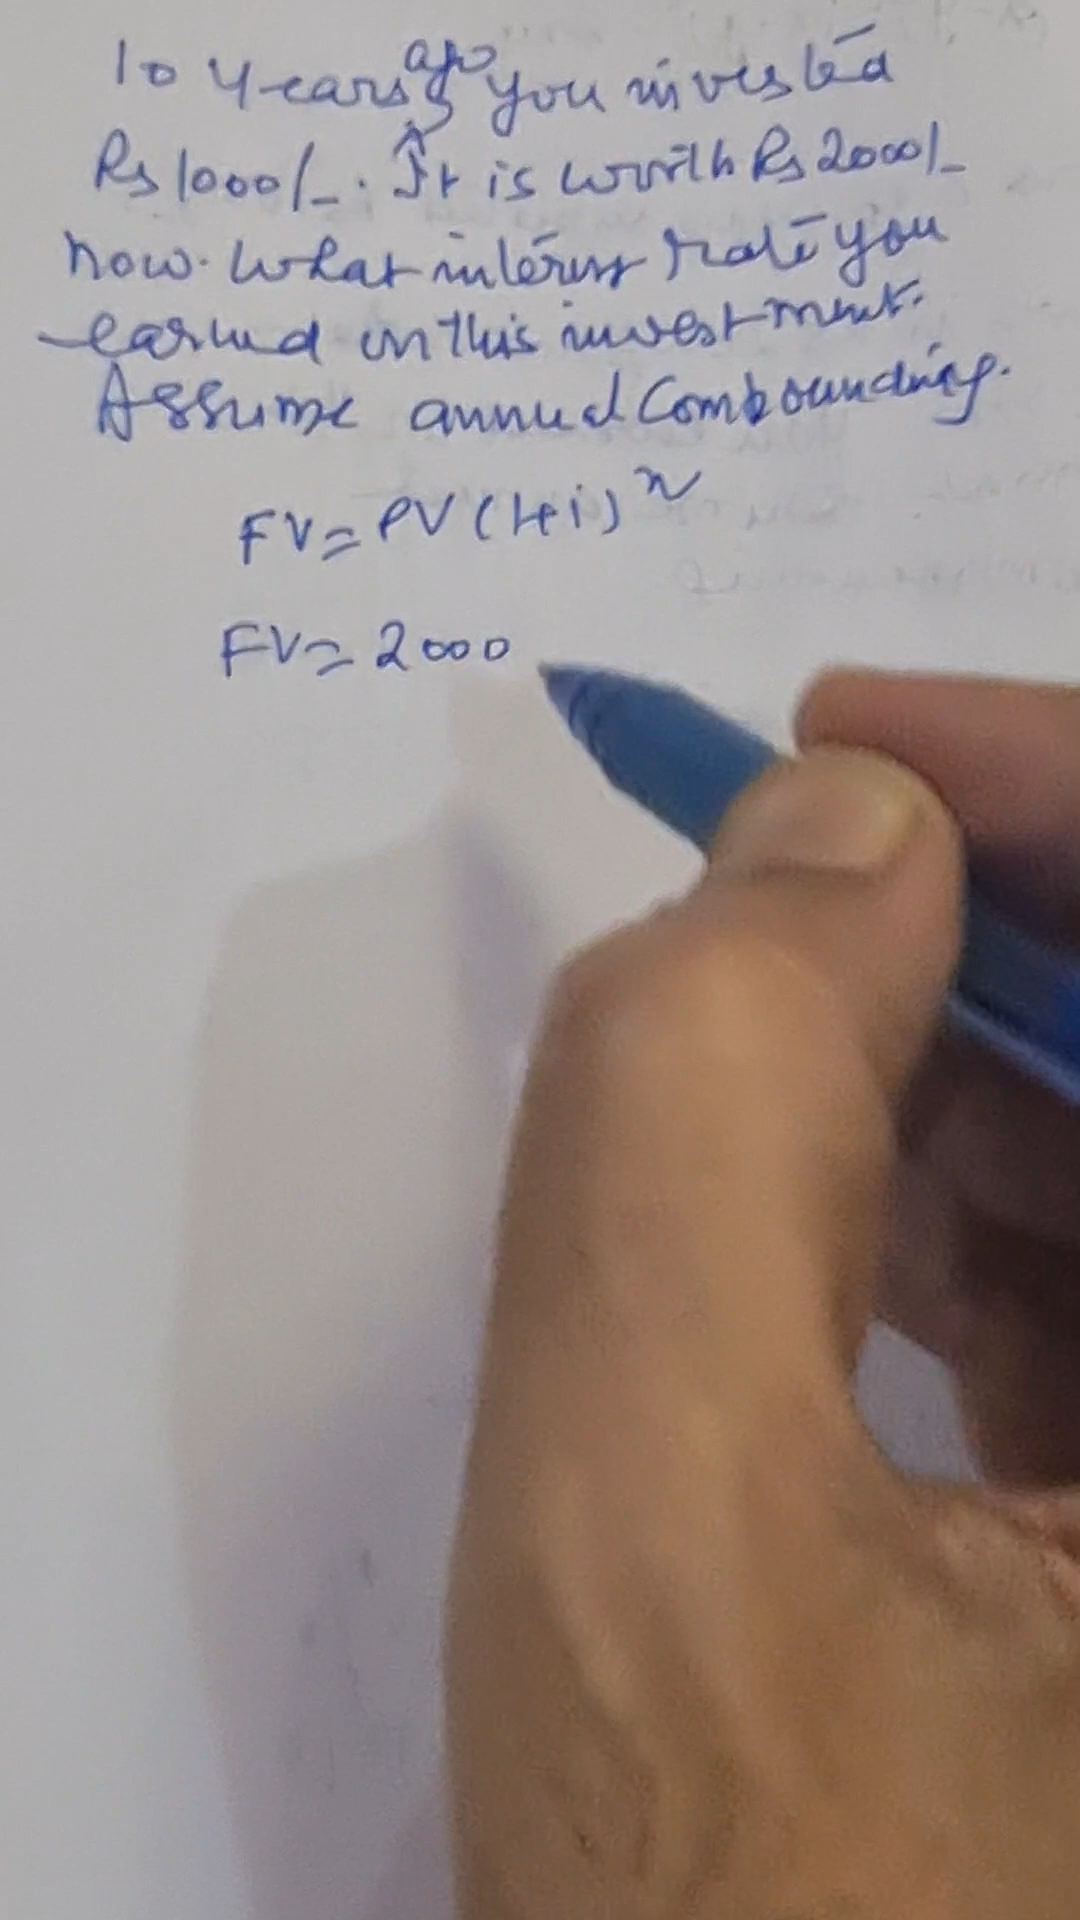 10 years ago you invested
Rs 1000/-. It is worth Rs 2000/-
now. What interest rate you
earned on this investment.
Assume annual Compounding.
FV = PV (1+i)^n
FV = 2000